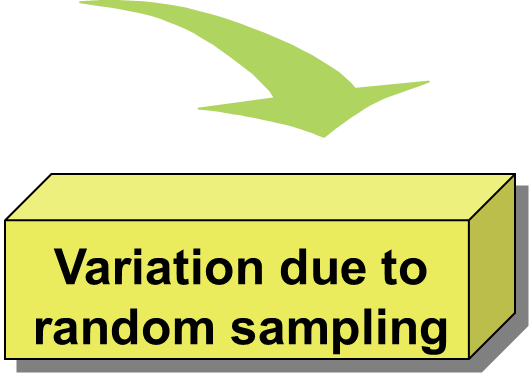 Variation due to
random sampling